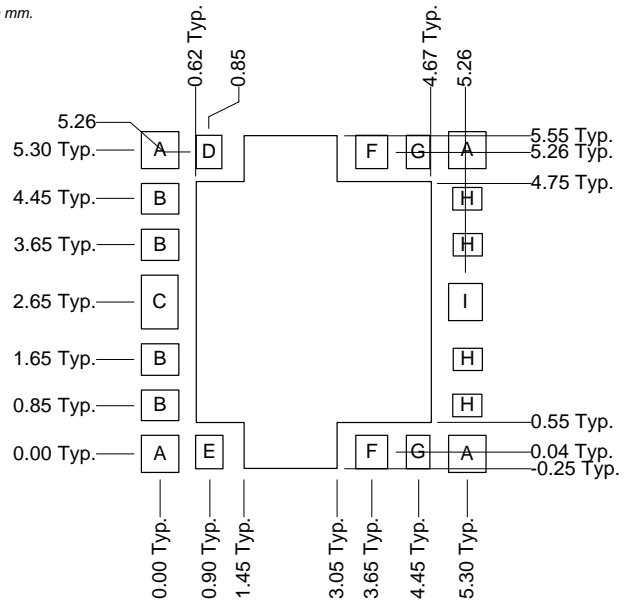 mm.
0.62 Typ.
0.85
4.67 Typ.
5.26
5.26
5.30 Typ.
A
D
F
G
A
5.55 Typ.
5.26 Typ.
4.75 Typ.
4.45 Typ.
B
H
3.65 Typ.
B
H
2.65 Typ.
C
I
1.65 Typ.
B
H
0.85 Typ.
B
H
0.55 Typ.
0.00 Typ.
A
E
F
G
A
0.04 Typ.
-0.25 Typ.
0.00 Typ.
0.90 Typ.
1.45 Typ.
3.05 Typ.
3.65 Typ.
4.45 Typ.
5.30 Typ.